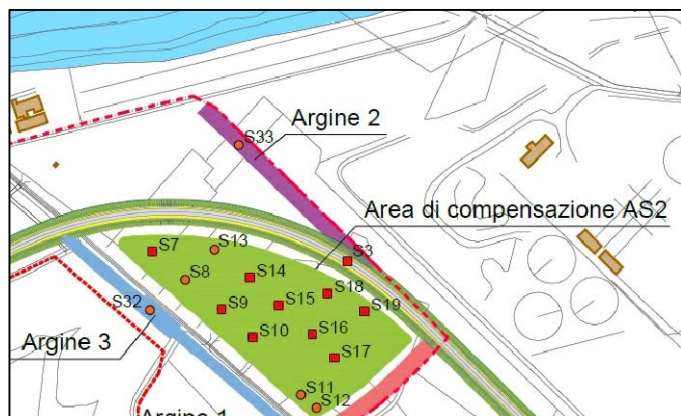 S33
Argine 2
Area di compensazione AS2
S7
S13
S3
S8
S14
S18
S32
S9
S15
S19
Argine 3
S10
S16
S17
S11
S12
Argine 1